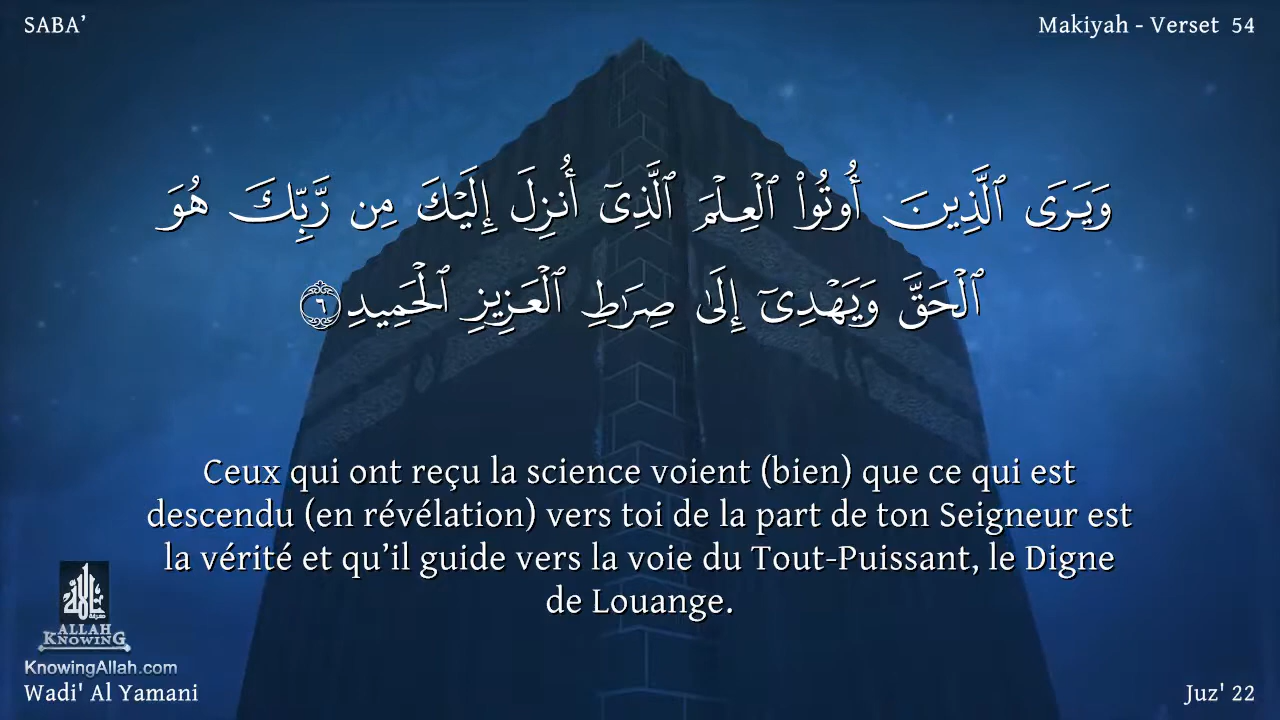 SABA’
Makiyah - Verset 54
وَيَرَى ٱلَّذِينَ أُوتُوا۟ ٱلْعِلْمَ ٱلَّذِىٓ أُنزِلَ إِلَيْكَ مِن رَّبِّكَ هُوَ
ٱلْحَقَّ وَيَهْدِىٓ إِلَىٰ صِرَٰطِ ٱلْعَزِيزِ ٱلْحَمِيدِ ٦
Ceux qui ont reçu la science voient (bien) que ce qui est
descendu (en révélation) vers toi de la part de ton Seigneur est
la vérité et qu’il guide vers la voie du Tout-Puissant, le Digne
de Louange.
ALLAH
KNOWING
KnowingAllah.com
Wadi' Al Yamani
Juz' 22